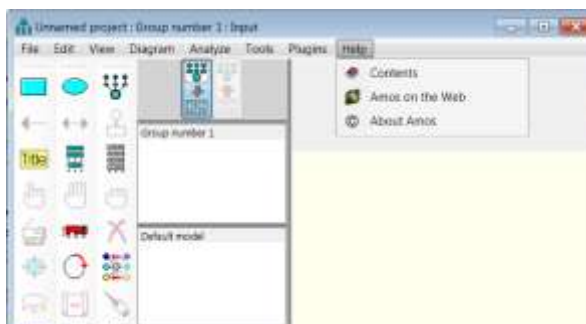 Unnamed project : Group number 1 : Input
File Edit View Diagram Analyze Tools Plugins Help
Contents
Amos on the Web
About Amos
Title
Group number 1
Default model